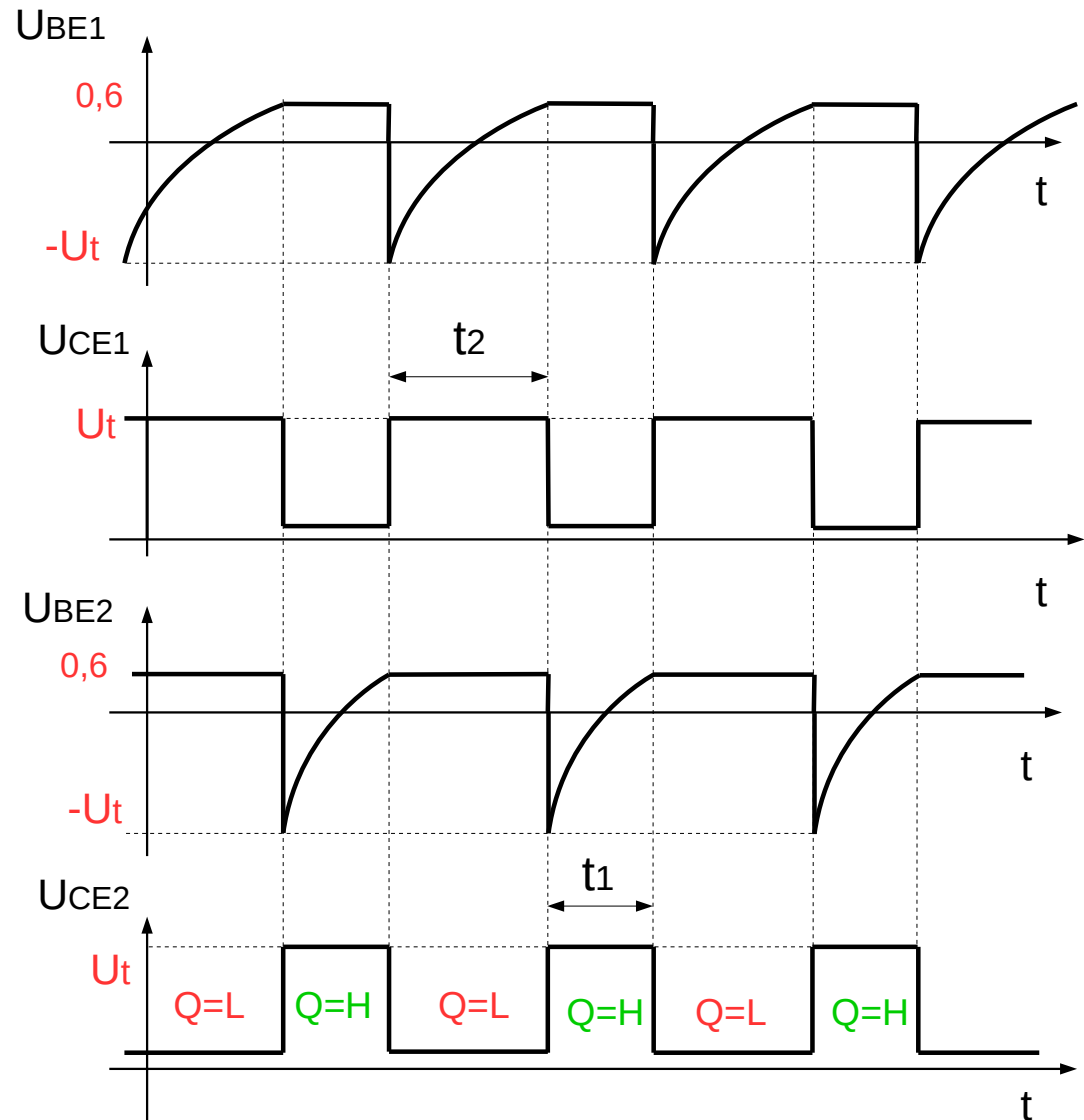 UBE1
0,6
t
-Ut
UCE1
t2
Ut
t
UBE2
0,6
t
-Ut
t1
UCE2
Ut
Q=L Q=H Q=L Q=H Q=L Q=H
t